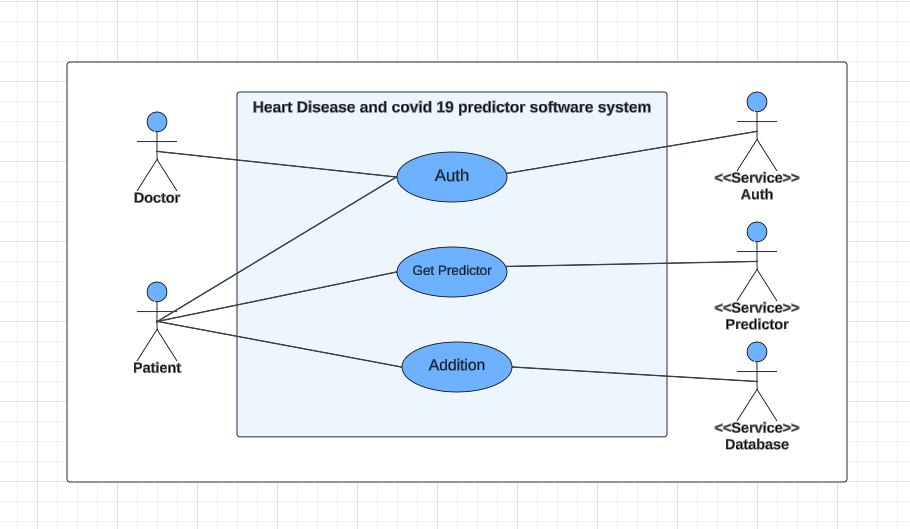 Heart Disease and covid 19 predictor software system
Doctor
Auth
<<Service>>
Auth
Get Predictor
<<Service>>
Predictor
Patient
Addition
<<Service>>
Database